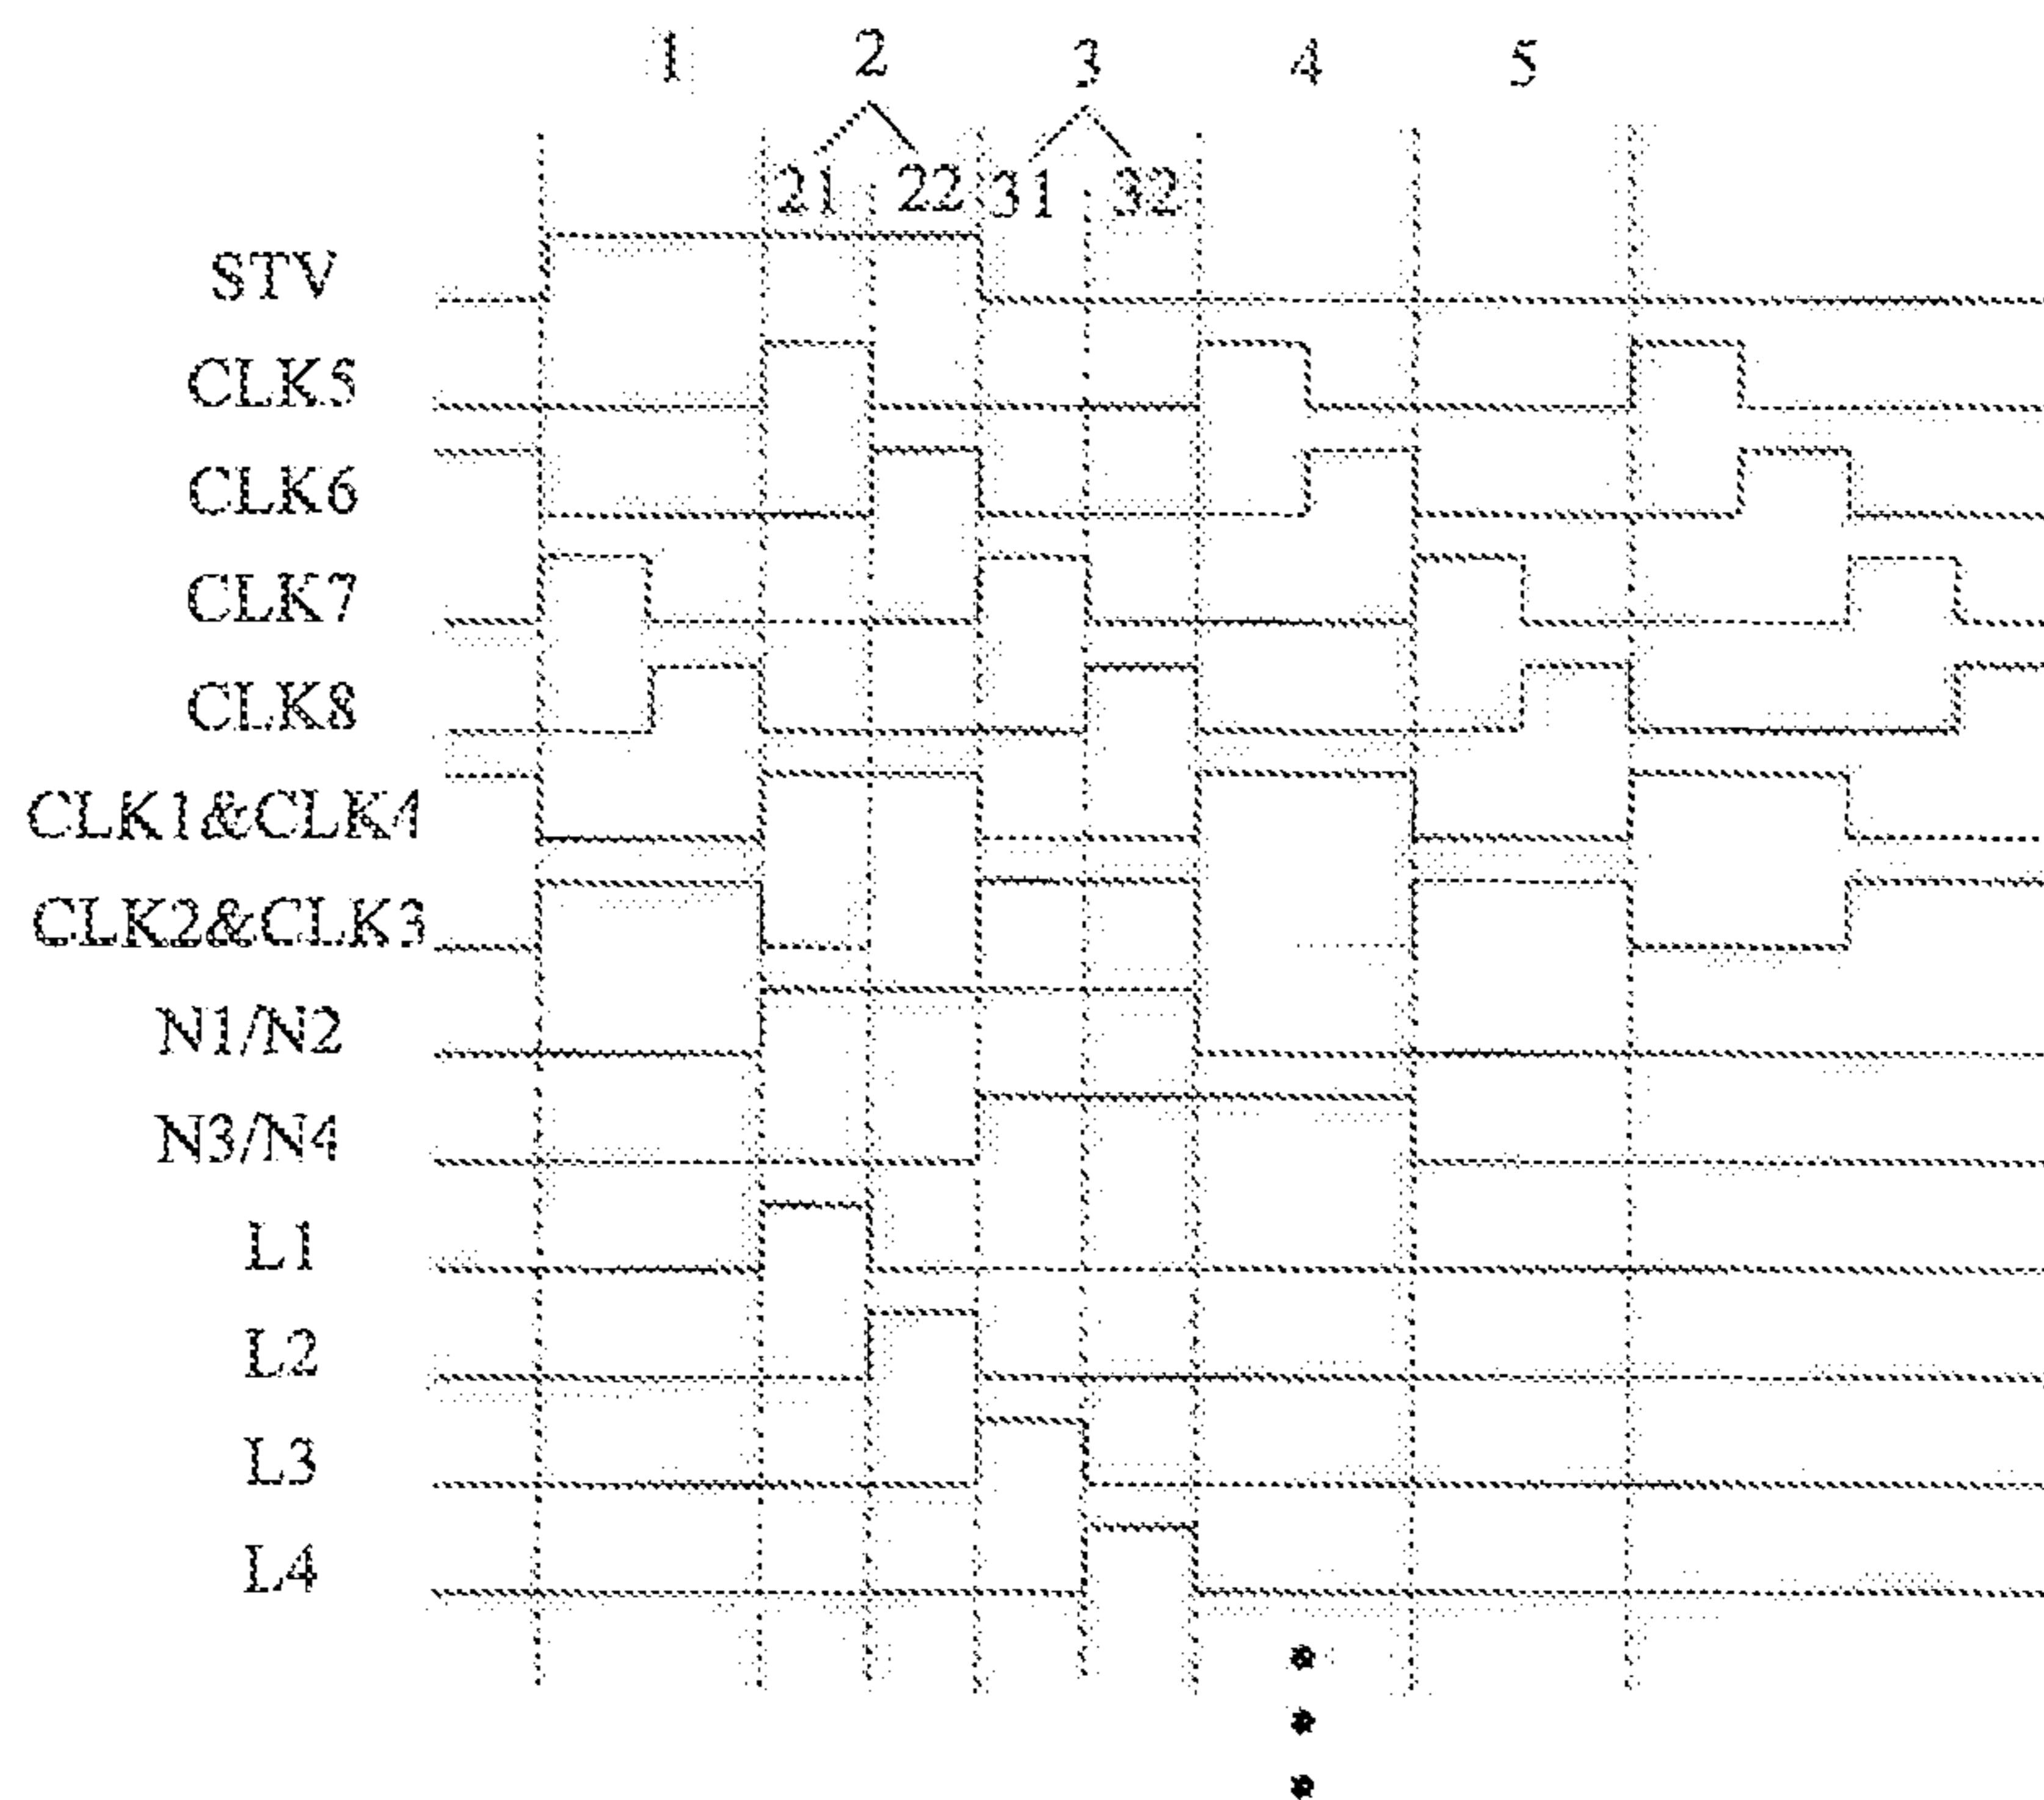 1 2 3 4 5
21 22 31 32
STV
CLK5
CLK6
CLK7
CLK8
CLK1&CLK4
CLK2&CLK3
N1/N2
N3/N4
L1
L2
L3
L4